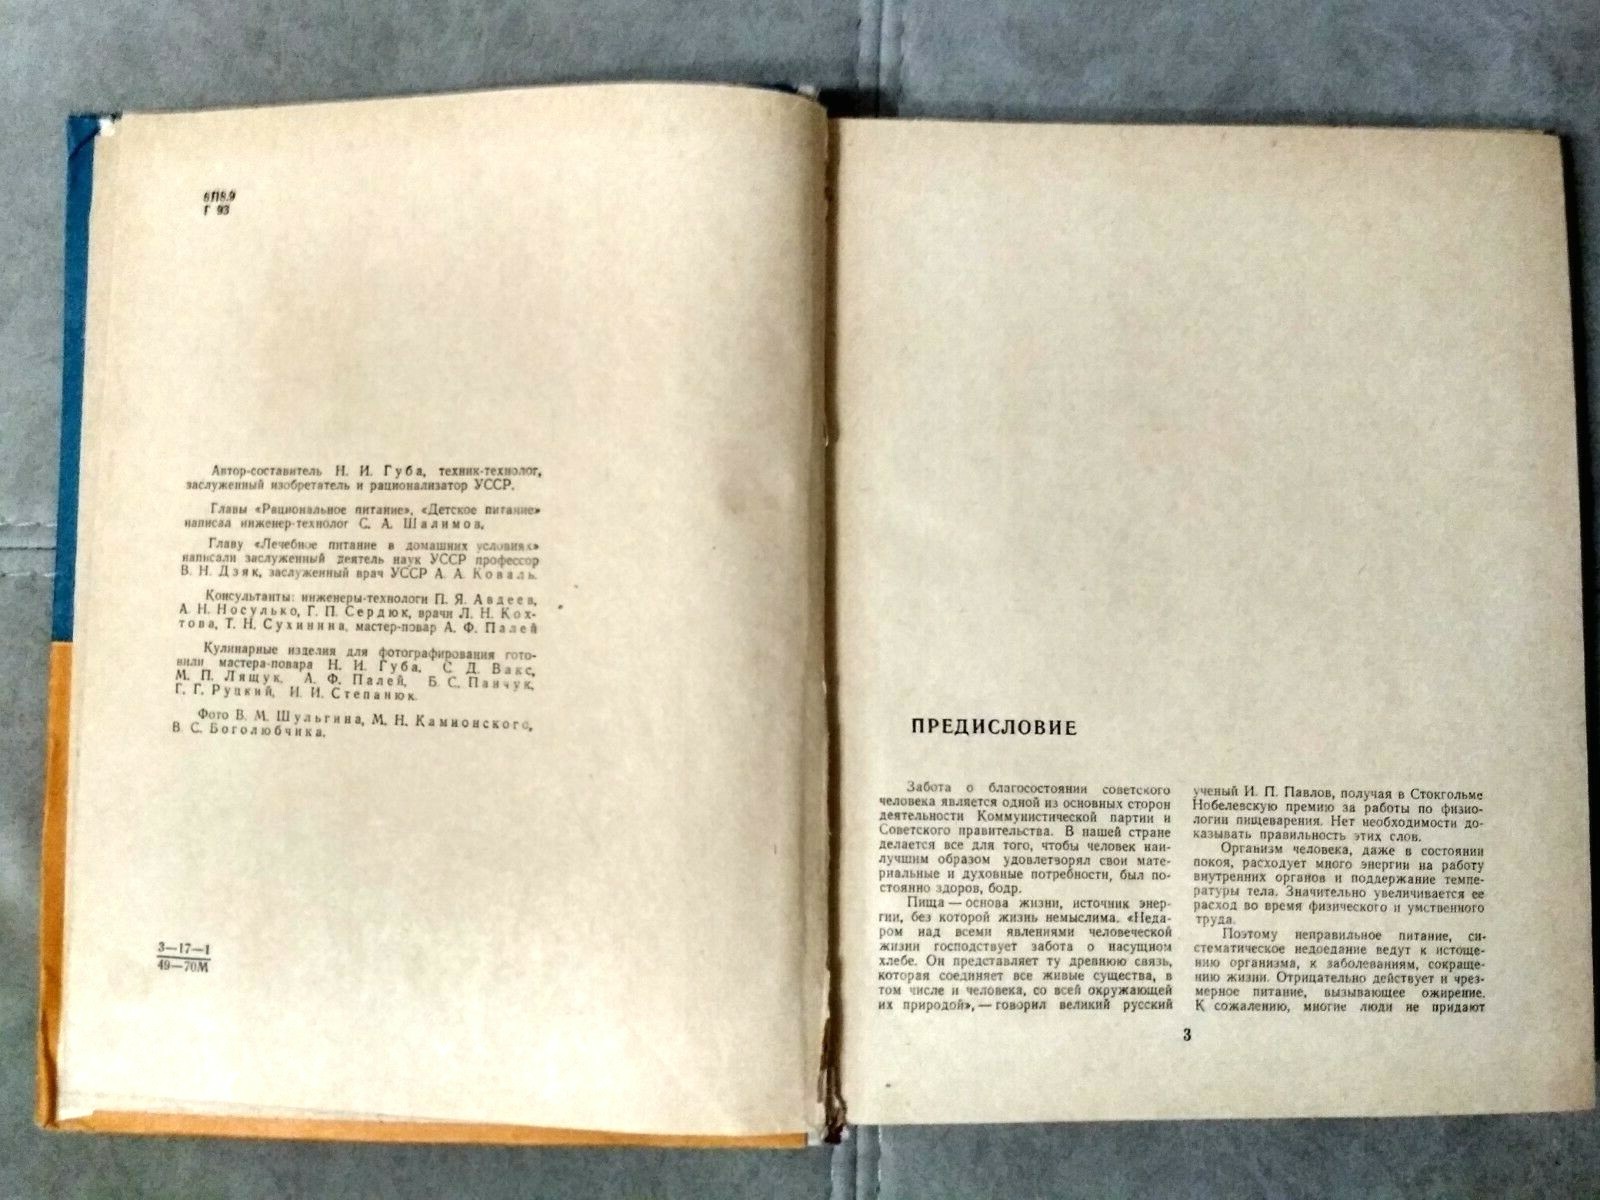 6П8.9
Г 93
Автор-составитель Н. И. Губа, техник-технолог,
заслуженный изобретатель и рационализатор УССР.
Главы «Рациональное питание», «Детское питание»
написал инженер-технолог С. А. Шалимов.
Главу «Лечебное питание в домашних условиях»
написали заслуженный деятель наук УССР профессор
В. Н. Дзяк, заслуженный врач УССР А. А. Коваль.
Консультанты: инженеры-технологи П. Я. Авдеев,
А. Н. Носулько, Г. П. Сердюк, врачи Л. Н. Кох-
това, Т. Н. Сухинина, мастер-повар А. Ф. Палей
Кулинарные изделия для фотографирования гото-
вили мастера-повара Н. И. Губа, С. Д. Вакс,
М. П. Лящук, А. Ф. Палей, Б. С. Панчук,
Г. Г. Руцкий, И. И. Степанюк.
Фото В. М. Шульгина, М. Н. Камионского,
В. С. Боголюбчика.
3—17—1
49—70М
ПРЕДИСЛОВИЕ
Забота о благосостоянии советского
человека является одной из основных сторон
деятельности Коммунистической партии и
Советского правительства. В нашей стране
делается все для того, чтобы человек наи-
лучшим образом удовлетворял свои мате-
риальные и духовные потребности, был по-
стоянно здоров, бодр.
Пища — основа жизни, источник энер-
гии, без которой жизнь немыслима. «Неда-
ром над всеми явлениями человеческой
жизни господствует забота о насущном
хлебе. Он представляет ту древнюю связь,
которая соединяет все живые существа, в
том числе и человека, со всей окружающей
их природой», — говорил великий русский
ученый И. П. Павлов, получая в Стокгольме
Нобелевскую премию за работы по физио-
логии пищеварения. Нет необходимости до-
казывать правильность этих слов.
Организм человека, даже в состоянии
покоя, расходует много энергии на работу
внутренних органов и поддержание темпе-
ратуры тела. Значительно увеличивается ее
расход во время физического и умственного
труда.
Поэтому неправильное питание, си-
стематическое недоедание ведут к истоще-
нию организма, к заболеваниям, сокраще-
нию жизни. Отрицательно действует и чрез-
мерное питание, вызывающее ожирение.
К сожалению, многие люди не придают
3